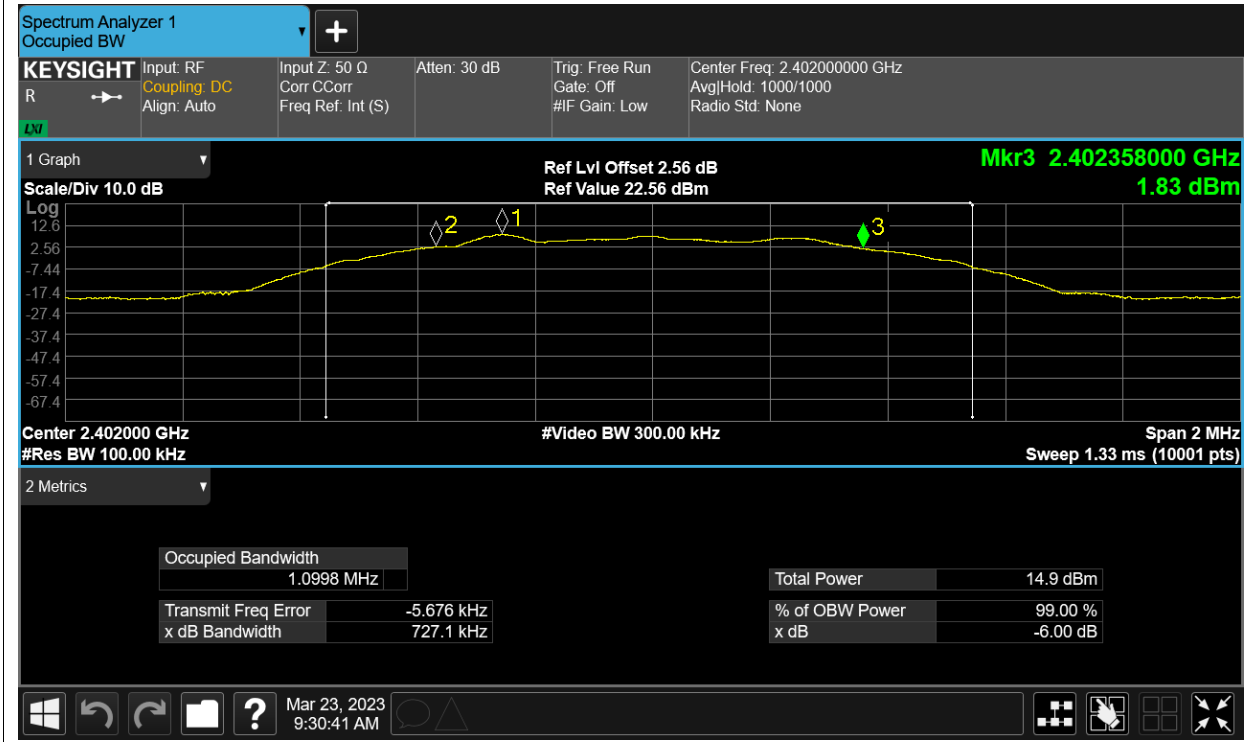 Spectrum Analyzer 1
Occupied BW
KEYSIGHT
R
LXI
Input: RF
Coupling: DC
Align: Auto
Input Z: 50 Ω
Corr CCorr
Freq Ref: Int (S)
Atten: 30 dB
Trig: Free Run
Gate: Off
#IF Gain: Low
Center Freq: 2.402000000 GHz
Avg|Hold: 1000/1000
Radio Std: None
1 Graph
Scale/Div 10.0 dB
Ref Lvl Offset 2.56 dB
Ref Value 22.56 dBm
Mkr3 2.402358000 GHz
1.83 dBm
Log
12.6
2.56
-7.44
-17.4
-27.4
-37.4
-47.4
-57.4
-67.4
2
1
3
Center 2.402000 GHz
#Res BW 100.00 kHz
#Video BW 300.00 kHz
Span 2 MHz
Sweep 1.33 ms (10001 pts)
2 Metrics
Occupied Bandwidth
1.0998 MHz
Transmit Freq Error -5.676 kHz
x dB Bandwidth 727.1 kHz
Total Power 14.9 dBm
% of OBW Power 99.00 %
x dB -6.00 dB
?
Mar 23, 2023
9:30:41 AM